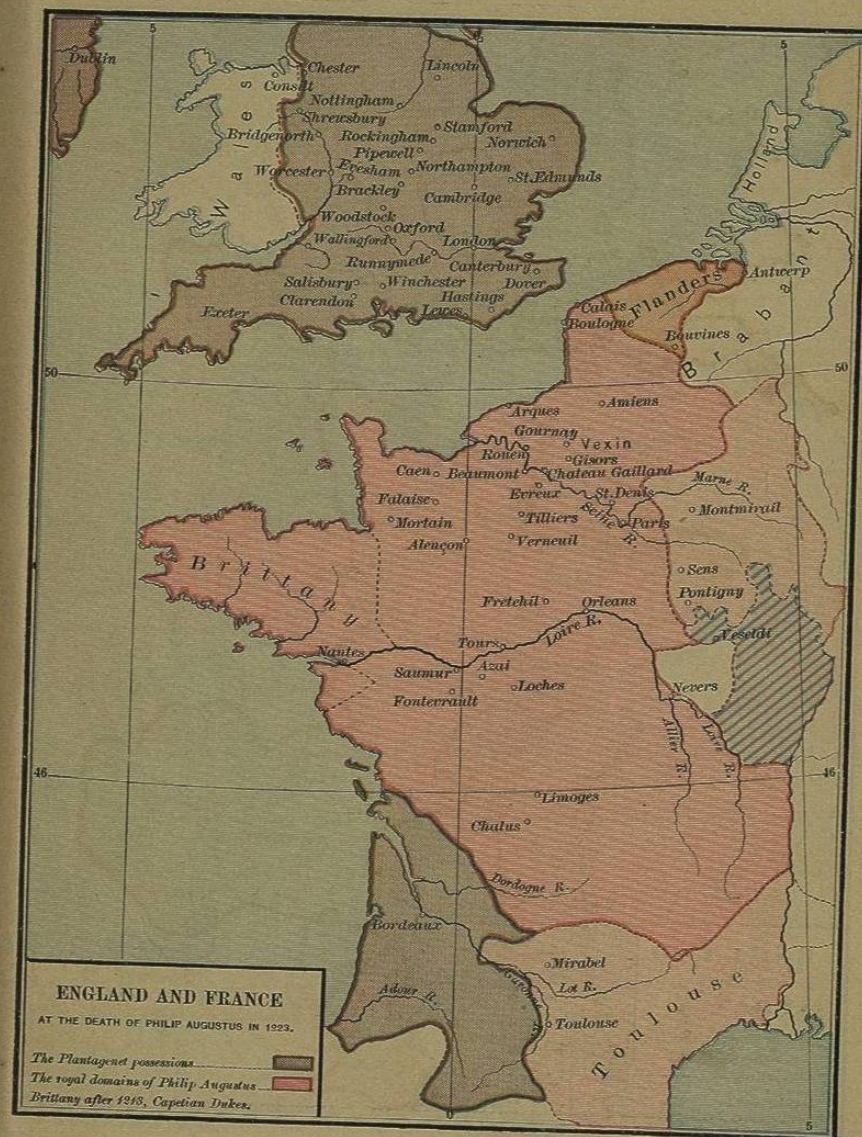 5
5
Dublin
Chester
Lincoln
Consilt
Nottingham
Shrewsbury
Wales
Bridgenorth
Rockingham
Stamford
Norwich
Pipewell
Holland
Worcester
Evesham
Northampton
St.Edmunds
Brackley
Cambridge
Woodstock
Oxford
Wallingford
London
Runnymede
Canterbury
Antwerp
Salisbury
Winchester
Dover
Flanders
Brabant
Clarendon
Hastings
Exeter
Lewes
Calais
Boulogne
Bouvines
50
50
Arques
Amiens
Gournay
Vexin
Rouen
Gisors
Caen
Beaumont
Chateau Gaillard
Marne R.
Evreux
St.Denis
Falaise
Seine R.
Montmirail
Mortain
Tilliers
Paris
Alençon
Verneuil
Brittany
Sens
Pontigny
Fretehil
Orleans
Loire R.
Tours
Nantes
Saumur
Azai
Loches
Nevers
Fontevrault
Allier R.
Loire R.
46
46
Limoges
Chalus
Dordogne R.
Bordeaux
Mirabel
Adour R.
Lot R.
Toulouse
Toulouse
ENGLAND AND FRANCE
AT THE DEATH OF PHILIP AUGUSTUS IN 1223.
The Plantagenet possessions
The royal domains of Philip Augustus
Brittany after 1213, Capetian Dukes.
0
5